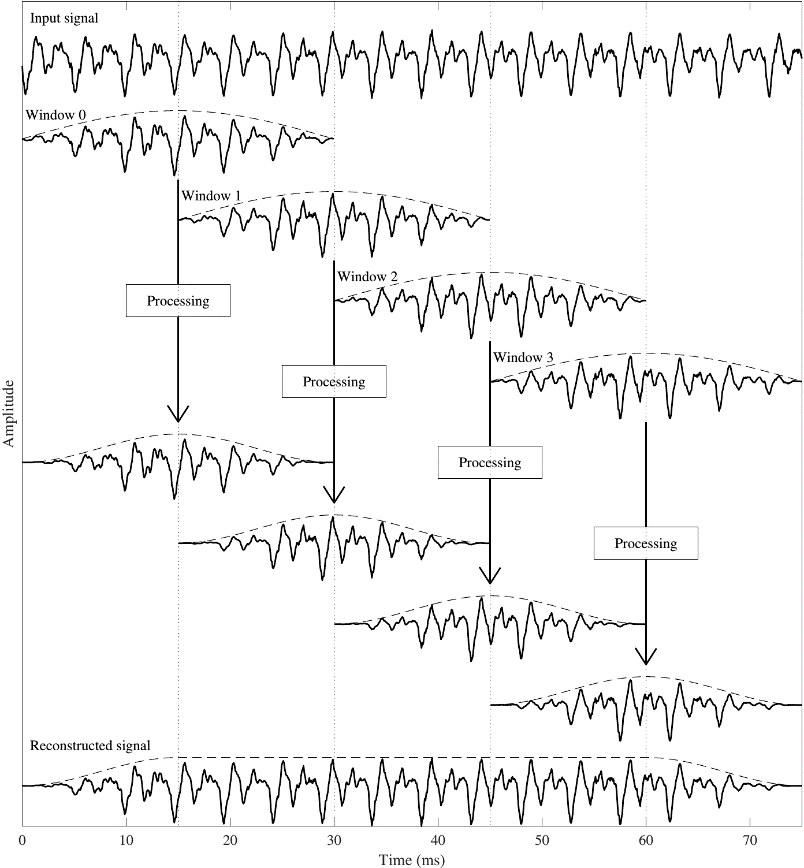 Input signal
Window 0
Window 1
Window 2
Processing
Window 3
Processing
Amplitude
Processing
Processing
Reconstructed signal
0 10 20 30 40 50 60 70
Time (ms)